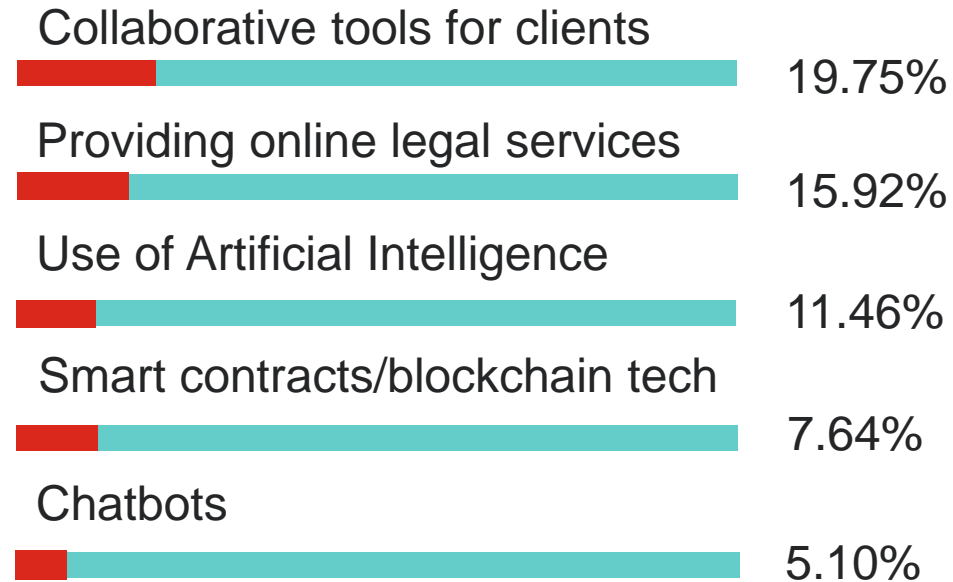 Collaborative tools for clients
19.75%
Providing online legal services
15.92%
Use of Artificial Intelligence
11.46%
Smart contracts/blockchain tech
7.64%
Chatbots
5.10%